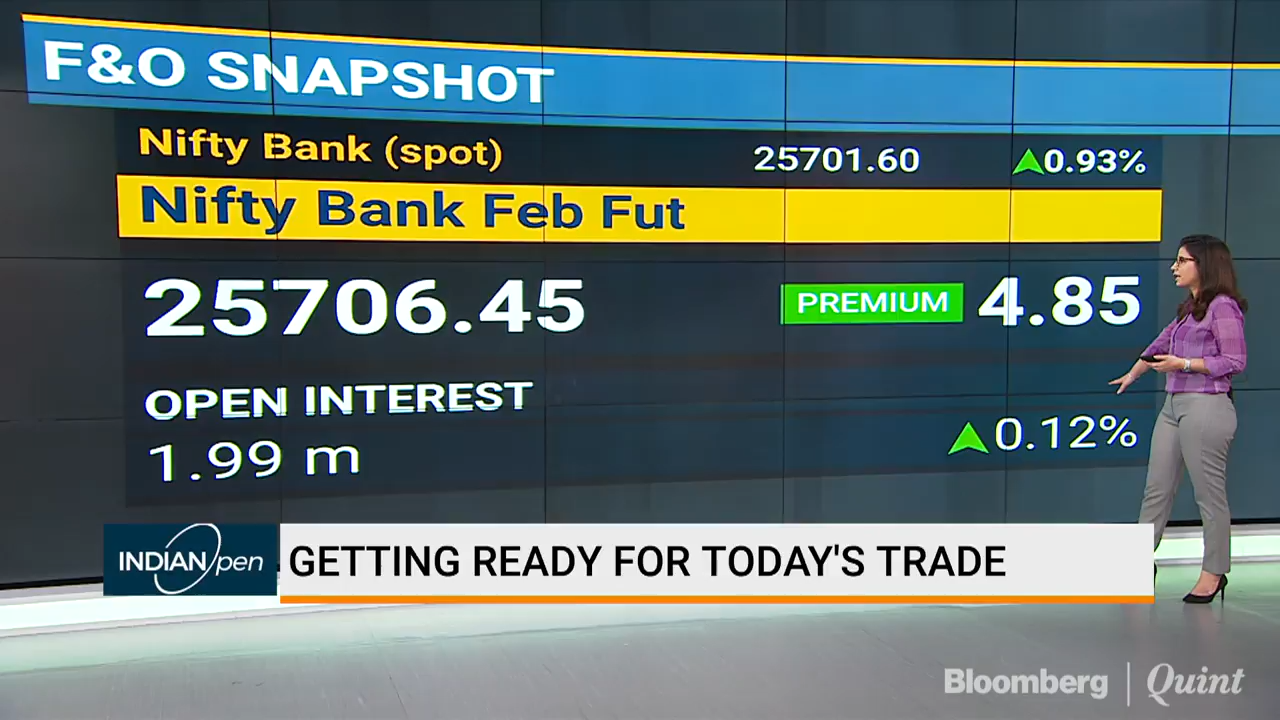 F&O SNAPSHOT
Nifty Bank (spot) 25701.60 ▲0.93%
Nifty Bank Feb Fut
25706.45 PREMIUM 4.85
OPEN INTEREST
1.99 m ▲0.12%
INDIAN Open GETTING READY FOR TODAY'S TRADE
Bloomberg | Quint